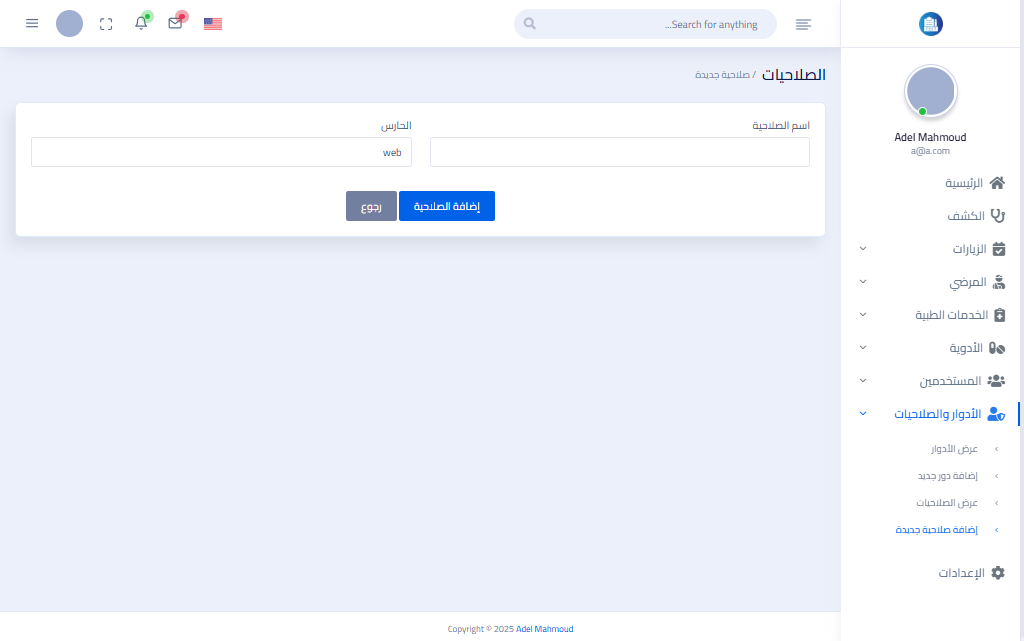 Search for anything...
Adel Mahmoud
a@a.com
الرئيسية
الكشف
الزيارات
المرضي
الخدمات الطبية
الأدوية
المستخدمين
الأدوار والصلاحيات
عرض الأدوار
إضافة دور جديد
عرض الصلاحيات
إضافة صلاحية جديدة
الإعدادات
الصلاحيات / صلاحية جديدة
اسم الصلاحية
الحارس
web
إضافة الصلاحية
رجوع
Copyright © 2025 Adel Mahmoud